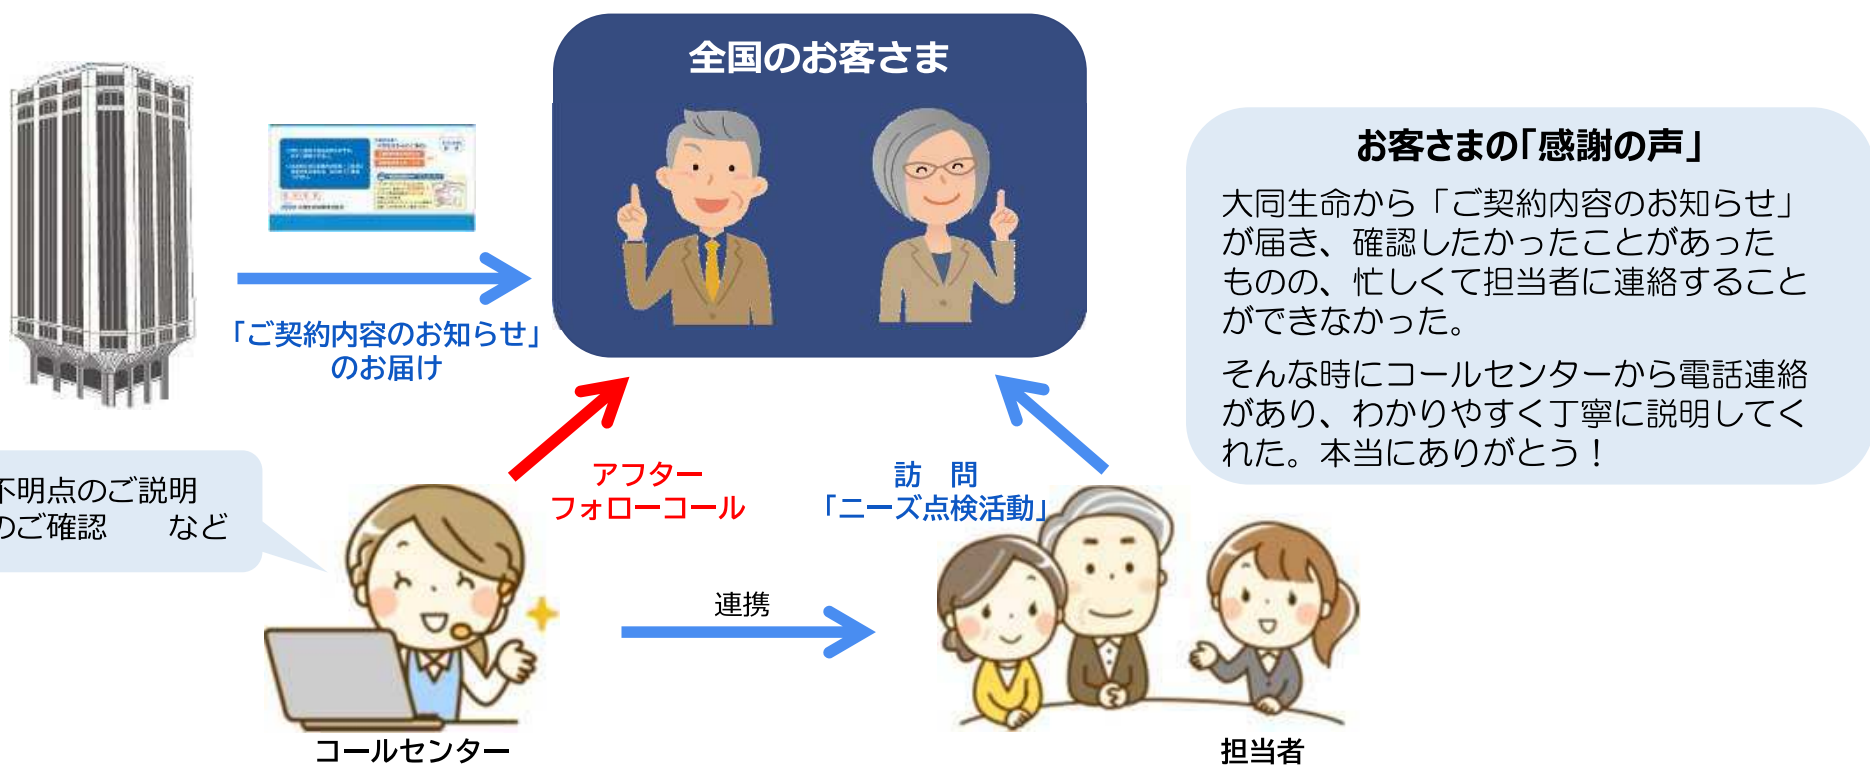 全国のお客さま
「ご契約内容のお知らせ」
のお届け
お客さまの「感謝の声」
大同生命から「ご契約内容のお知らせ」
が届き、確認したかったことがあった
ものの、忙しくて担当者に連絡すること
ができなかった。
そんな時にコールセンターから電話連絡
があり、わかりやすく丁寧に説明してく
れた。本当にありがとう！
アフター
フォローコール
訪　問
「ニーズ点検活動」
不明点のご説明
のご確認　　など
連携
コールセンター
担当者